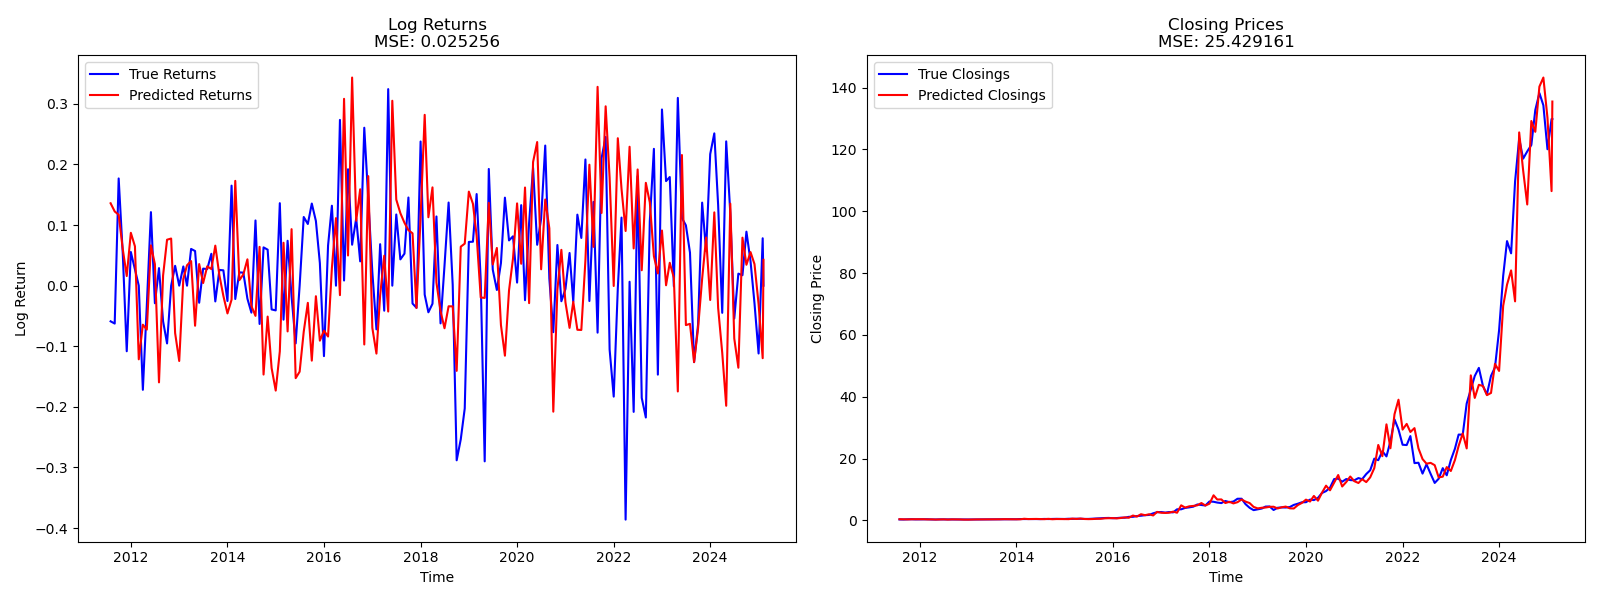 Log Returns
MSE: 0.025256
True Returns
Predicted Returns
0.3
0.2
0.1
0.0
−0.1
−0.2
−0.3
−0.4
Log Return
2012 2014 2016 2018 2020 2022 2024
Time
Closing Prices
MSE: 25.429161
True Closings
Predicted Closings
140
120
100
80
60
40
20
0
Closing Price
2012 2014 2016 2018 2020 2022 2024
Time